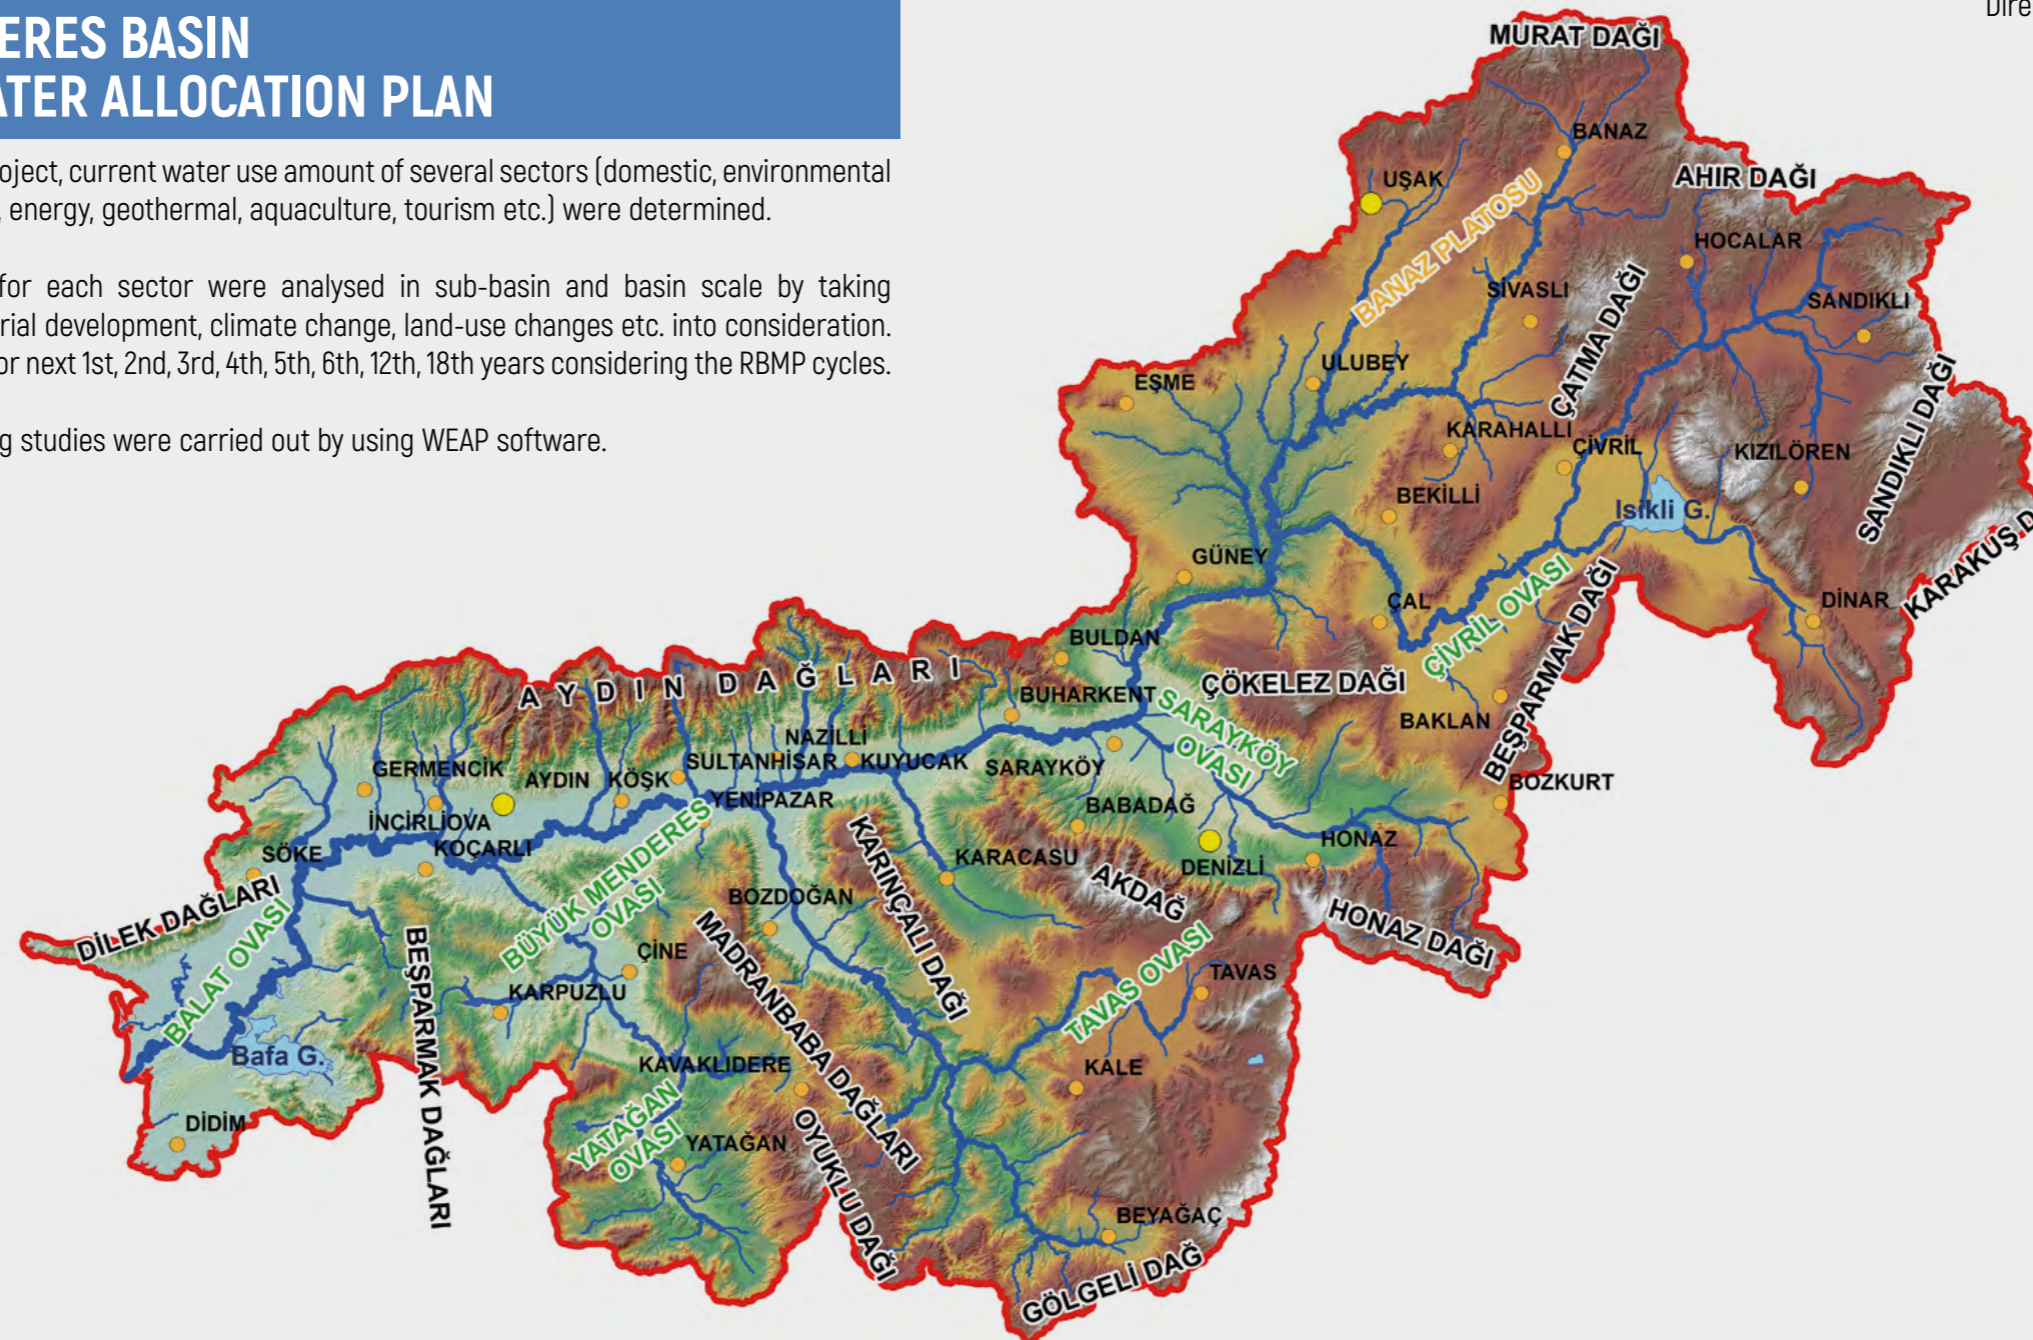 ERES BASIN
ATER ALLOCATION PLAN
oject, current water use amount of several sectors (domestic, environmental
, energy, geothermal, aquaculture, tourism etc.) were determined.
for each sector were analysed in sub-basin and basin scale by taking
rial development, climate change, land-use changes etc. into consideration.
or next 1st, 2nd, 3rd, 4th, 5th, 6th, 12th, 18th years considering the RBMP cycles.
g studies were carried out by using WEAP software.
Dire
MURAT DAĞI
BANAZ
UŞAK
AHIR DAĞI
BANAZ PLATOSU
HOCALAR
SİVASLI
SANDIKLI
ÇATMA DAĞI
ULUBEY
EŞME
SANDIKLI DAĞI
KARAHALLI
ÇİVRİL
KIZILÖREN
BEKİLLİ
Isikli G.
GÜNEY
KARAKUŞ D
ÇAL
ÇİVRİL OVASI
DİNAR
BULDAN
BEŞPARMAK DAĞI
AYDIN DAĞLARI
ÇÖKELEZ DAĞI
BUHARKENT
SARAYKÖY
OVASI
BAKLAN
NAZİLLİ
GERMENCİK
AYDIN
KÖŞK
SULTANHİSAR
KUYUCAK
SARAYKÖY
BOZKURT
YENİPAZAR
BABADAĞ
İNCİRLİOVA
HONAZ
SÖKE
KOÇARLI
KARACASU
DENİZLİ
DİLEK DAĞLARI
BÜYÜK MENDERES
OVASI
BOZDOĞAN
KARINÇALI DAĞI
AKDAĞ
HONAZ DAĞI
BALAT OVASI
ÇİNE
MADRANBABA DAĞLARI
TAVAS OVASI
TAVAS
BEŞPARMAK DAĞLARI
KARPUZLU
Bafa G.
KAVAKLIDERE
KALE
DİDİM
YATAĞAN
OVASI
YATAĞAN
OYUKLU DAĞI
BEYAĞAÇ
GÖLGELİ DAĞ